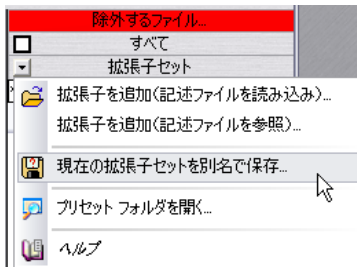 除外するファイル...
すべて
拡張子セット
拡張子を追加(記述ファイルを読み込み)...
拡張子を追加(記述ファイルを参照)...
現在の拡張子セットを別名で保存...
プリセット フォルダを開く...
ヘルプ